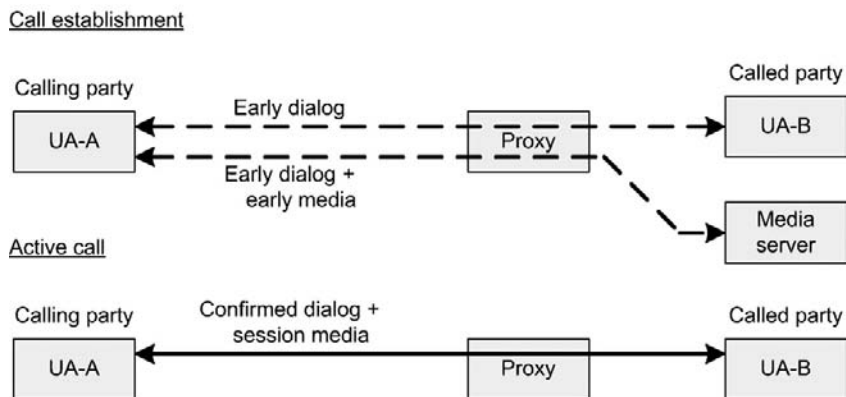 Call establishment
Calling party
Called party
Early dialog
UA-A
Proxy
UA-B
Early dialog +
early media
Media
server
Active call
Calling party
Confirmed dialog +
session media
Called party
UA-A
Proxy
UA-B